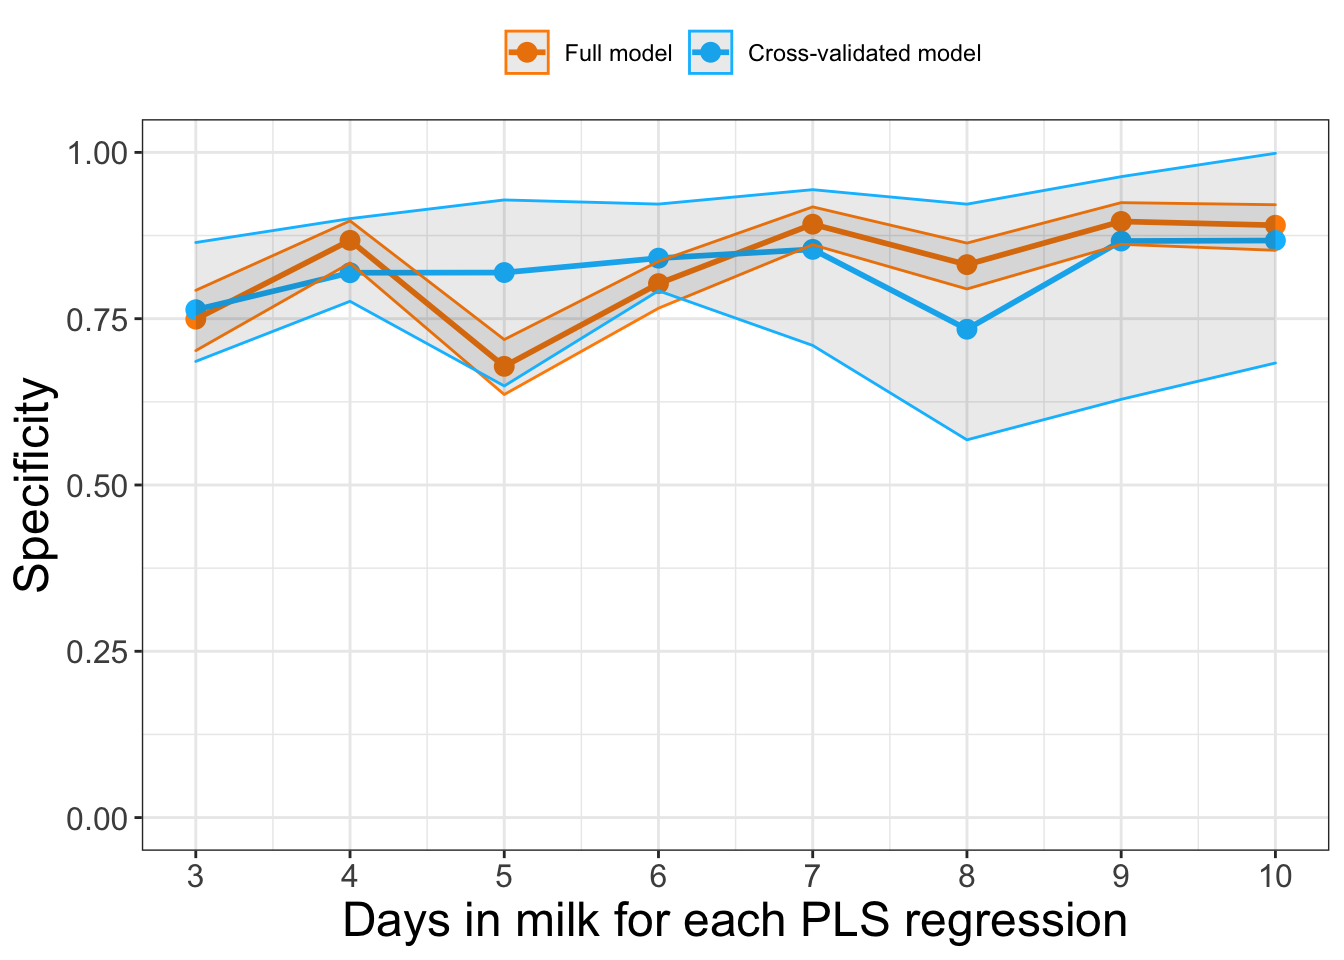 Full model
Cross-validated model
1.00
0.75
0.50
0.25
0.00
Specificity
3 4 5 6 7 8 9 10
Days in milk for each PLS regression